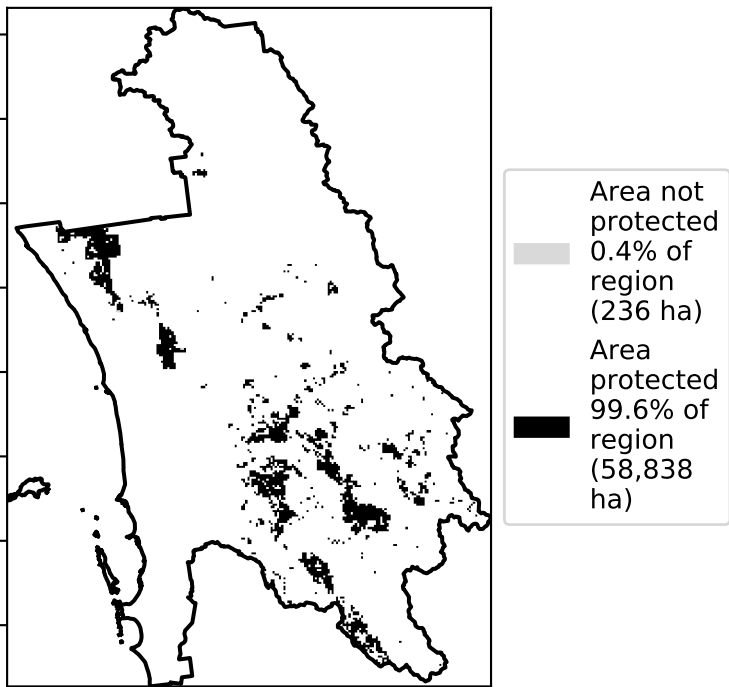 Area not
protected
0.4% of
region
(236 ha)
Area
protected
99.6% of
region
(58,838
ha)